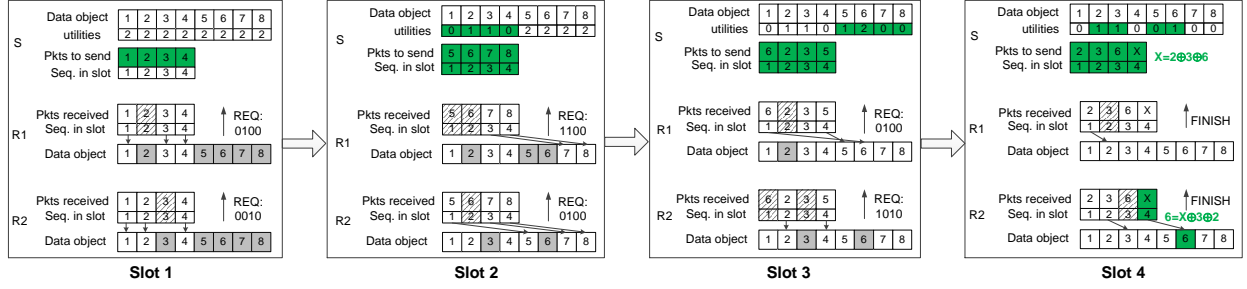 S
Data object 1 2 3 4 5 6 7 8
utilities 2 2 2 2 2 2 2 2
Pkts to send 1 2 3 4
Seq. in slot 1 2 3 4
R1
Pkts received 1 2 3 4
Seq. in slot 1 2 3 4
REQ:
0100
Data object 1 2 3 4 5 6 7 8
R2
Pkts received 1 2 3 4
Seq. in slot 1 2 3 4
REQ:
0010
Data object 1 2 3 4 5 6 7 8
Slot 1
S
Data object 1 2 3 4 5 6 7 8
utilities 0 1 1 0 2 2 2 2
Pkts to send 5 6 7 8
Seq. in slot 1 2 3 4
R1
Pkts received 5 6 7 8
Seq. in slot 1 2 3 4
REQ:
1100
Data object 1 2 3 4 5 6 7 8
R2
Pkts received 5 6 7 8
Seq. in slot 1 2 3 4
REQ:
0100
Data object 1 2 3 4 5 6 7 8
Slot 2
S
Data object 1 2 3 4 5 6 7 8
utilities 0 1 1 0 1 2 0 0
Pkts to send 6 2 3 5
Seq. in slot 1 2 3 4
R1
Pkts received 6 2 3 5
Seq. in slot 1 2 3 4
REQ:
0100
Data object 1 2 3 4 5 6 7 8
R2
Pkts received 6 2 3 5
Seq. in slot 1 2 3 4
REQ:
1010
Data object 1 2 3 4 5 6 7 8
Slot 3
S
Data object 1 2 3 4 5 6 7 8
utilities 0 1 1 0 0 1 0 0
Pkts to send 2 3 6 X
Seq. in slot 1 2 3 4
X=2⊕3⊕6
R1
Pkts received 2 3 6 X
Seq. in slot 1 2 3 4
FINISH
Data object 1 2 3 4 5 6 7 8
R2
Pkts received 2 3 6 X
Seq. in slot 1 2 3 4
FINISH
6=X⊕3⊕2
Data object 1 2 3 4 5 6 7 8
Slot 4